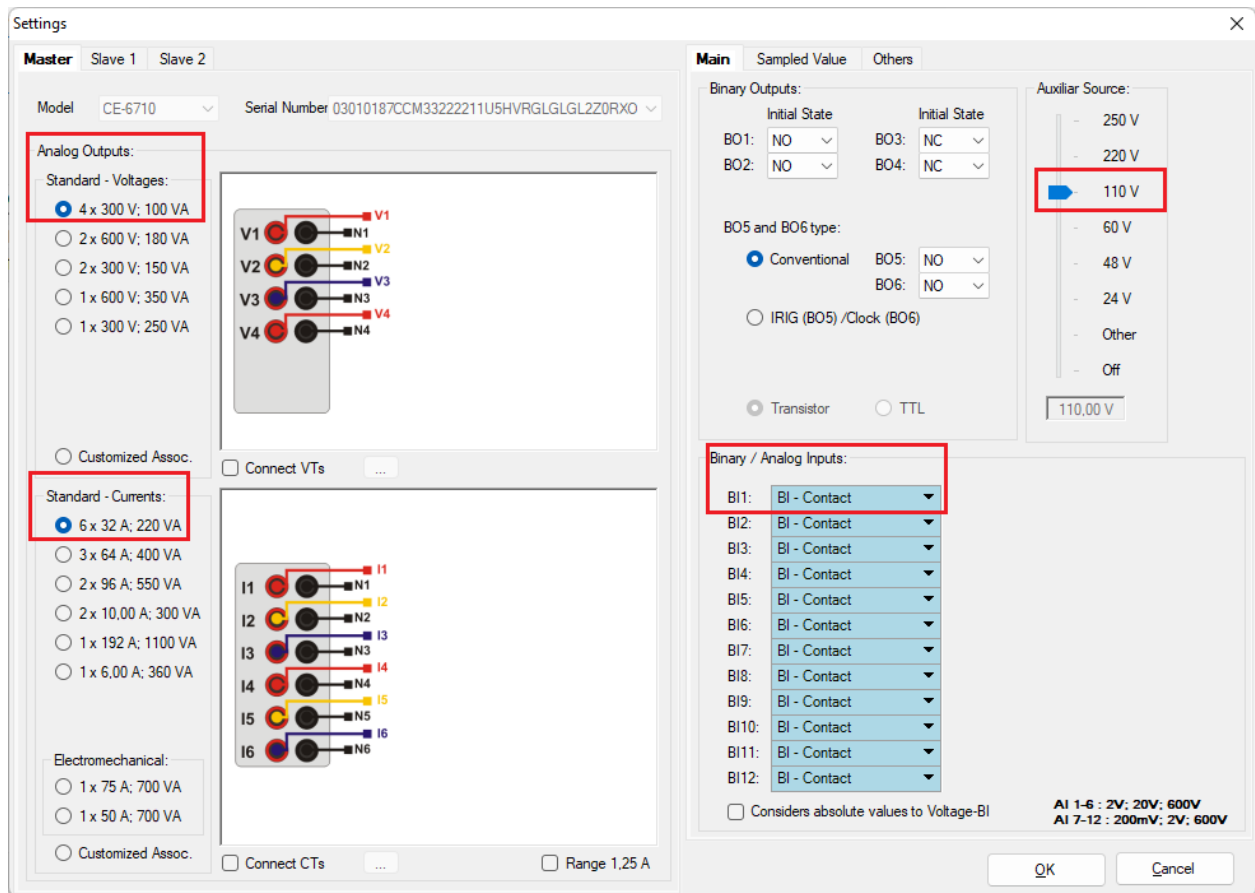 Settings
Master Slave 1 Slave 2
Model CE-6710 Serial Number 03010187CCM33222211U5HVRGLGLGL2Z0RXO
Analog Outputs:
Standard - Voltages:
4 x 300 V; 100 VA
2 x 600 V; 180 VA
2 x 300 V; 150 VA
1 x 600 V; 350 VA
1 x 300 V; 250 VA
Customized Assoc.
V1 V1
N1
V2 V2
N2
V3 V3
N3
V4 V4
N4
Connect VTs ...
Standard - Currents:
6 x 32 A; 220 VA
3 x 64 A; 400 VA
2 x 96 A; 550 VA
2 x 10,00 A; 300 VA
1 x 192 A; 1100 VA
1 x 6,00 A; 360 VA
Electromechanical:
1 x 75 A; 700 VA
1 x 50 A; 700 VA
Customized Assoc.
I1 I1
N1
I2 I2
N2
I3 I3
N3
I4 I4
N4
I5 I5
N5
I6 I6
N6
Connect CTs ... Range 1,25 A
Main Sampled Value Others
Binary Outputs:
Initial State Initial State
BO1: NO BO3: NC
BO2: NO BO4: NC
BO5 and BO6 type:
Conventional BO5: NO
BO6: NO
IRIG (BO5) /Clock (BO6)
Transistor TTL
Auxiliar Source:
250 V
220 V
110 V
60 V
48 V
24 V
Other
Off
110,00 V
Binary / Analog Inputs:
BI1: BI - Contact
BI2: BI - Contact
BI3: BI - Contact
BI4: BI - Contact
BI5: BI - Contact
BI6: BI - Contact
BI7: BI - Contact
BI8: BI - Contact
BI9: BI - Contact
BI10: BI - Contact
BI11: BI - Contact
BI12: BI - Contact
Considers absolute values to Voltage-BI
AI 1-6 : 2V; 20V; 600V
AI 7-12 : 200mV; 2V; 600V
OK Cancel